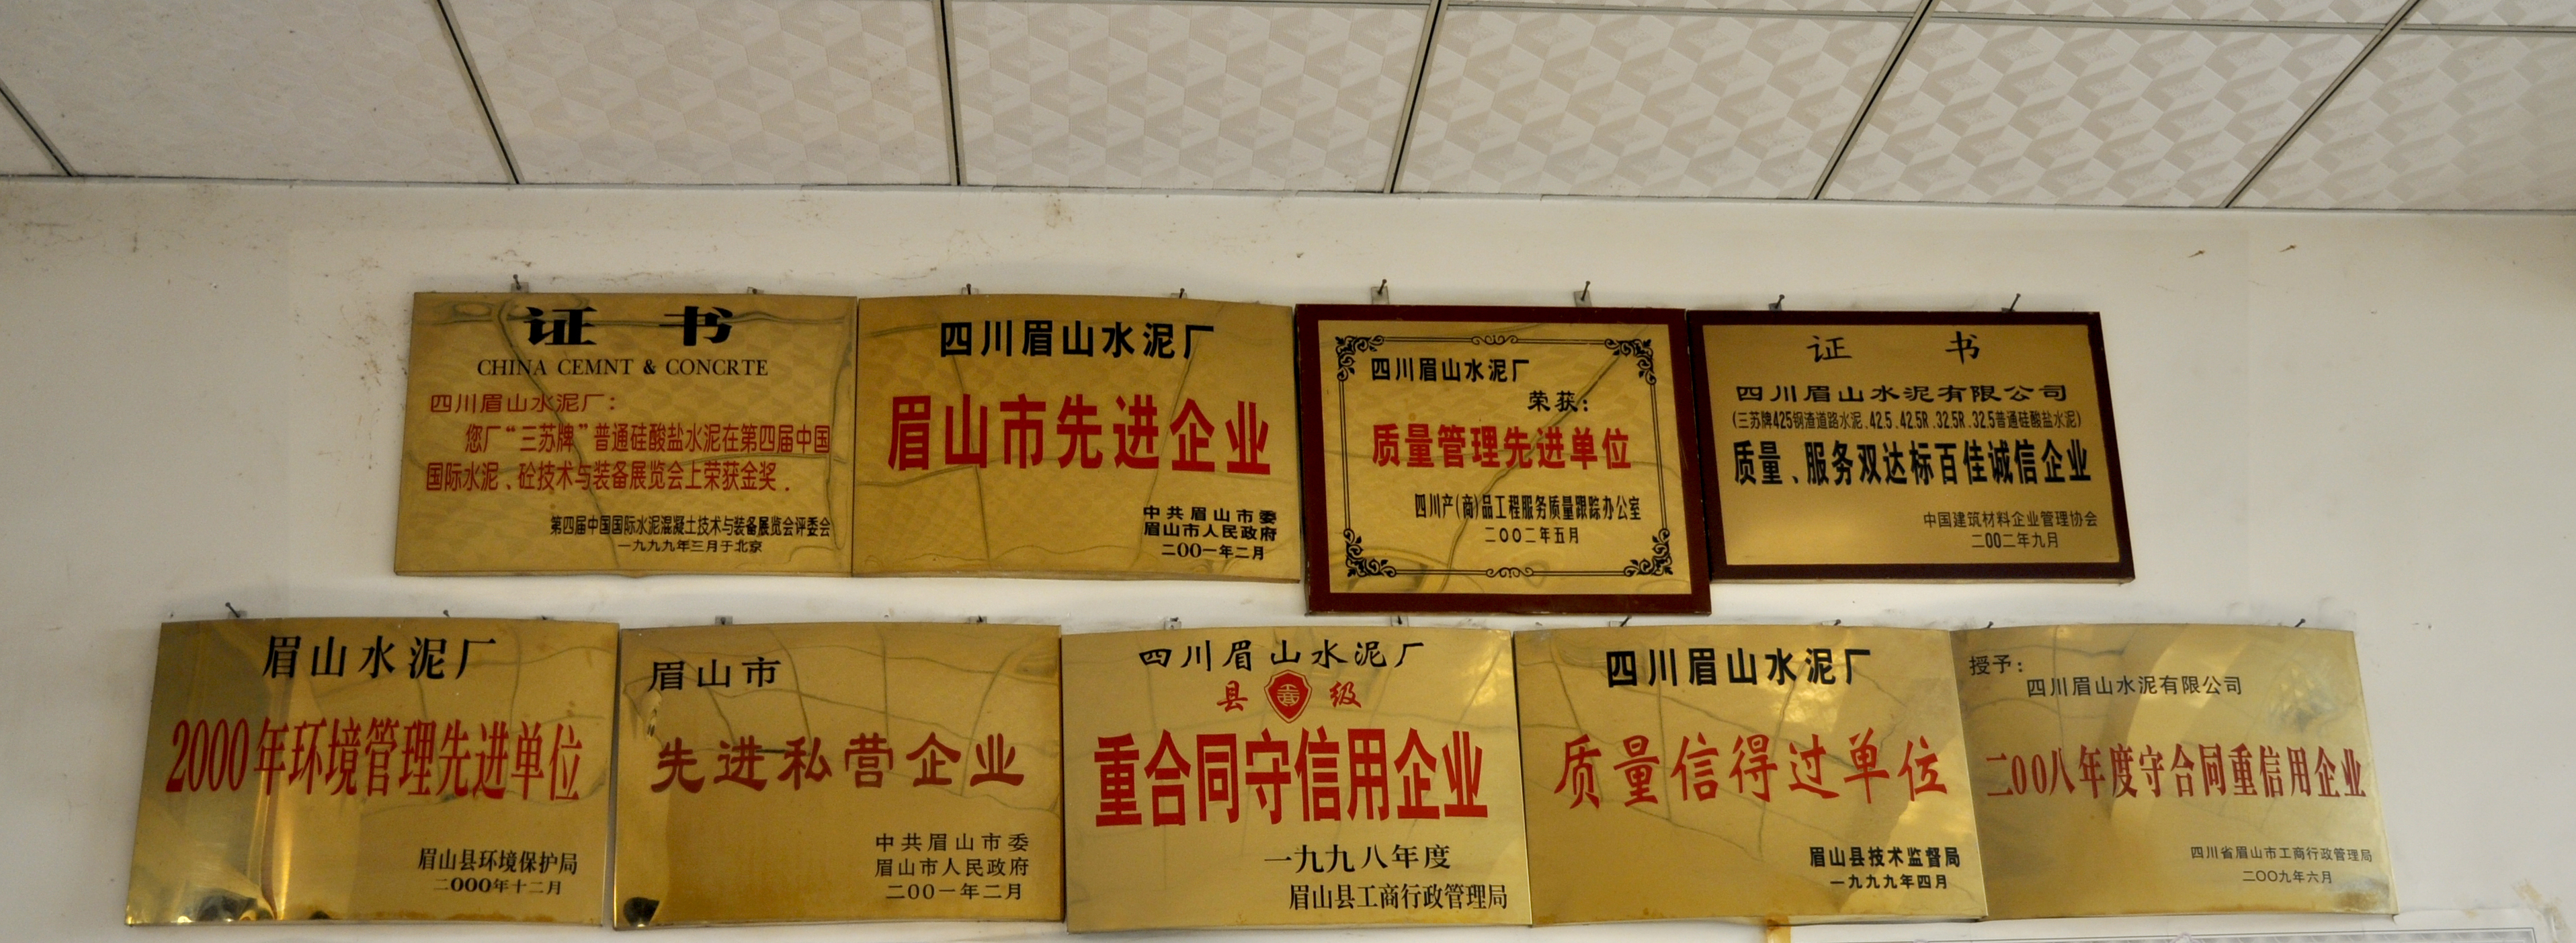 证 书
CHINA CEMNT & CONCRTE
四川眉山水泥厂：
您厂“三苏牌”普通硅酸盐水泥在第四届中国
国际水泥、砼技术与装备展览会上荣获金奖．
第四届中国国际水泥混凝土技术与装备展览会评委会
一九九九年三月于北京
四川眉山水泥厂
眉山市先进企业
中共眉山市委
眉山市人民政府
二OO一年二月
四川眉山水泥厂
荣获：
质量管理先进单位
四川产(商)品工程服务质量跟踪办公室
二OO二年五月
证 书
四川眉山水泥有限公司
(三苏牌425钢渣道路水泥.42.5.42.5R.32.5R.32.5普通硅酸盐水泥)
质量、服务双达标百佳诚信企业
中国建筑材料企业管理协会
二OO二年九月
眉山水泥厂
2000年环境管理先进单位
眉山县环境保护局
二OOO年十二月
眉山市
先进私营企业
中共眉山市委
眉山市人民政府
二OO一年二月
四川眉山水泥厂
县 级
重合同守信用企业
一九九八年度
眉山县工商行政管理局
四川眉山水泥厂
质量信得过单位
眉山县技术监督局
一九九九年四月
授予：
四川眉山水泥有限公司
二OO八年度守合同重信用企业
四川省眉山市工商行政管理局
二OO九年六月